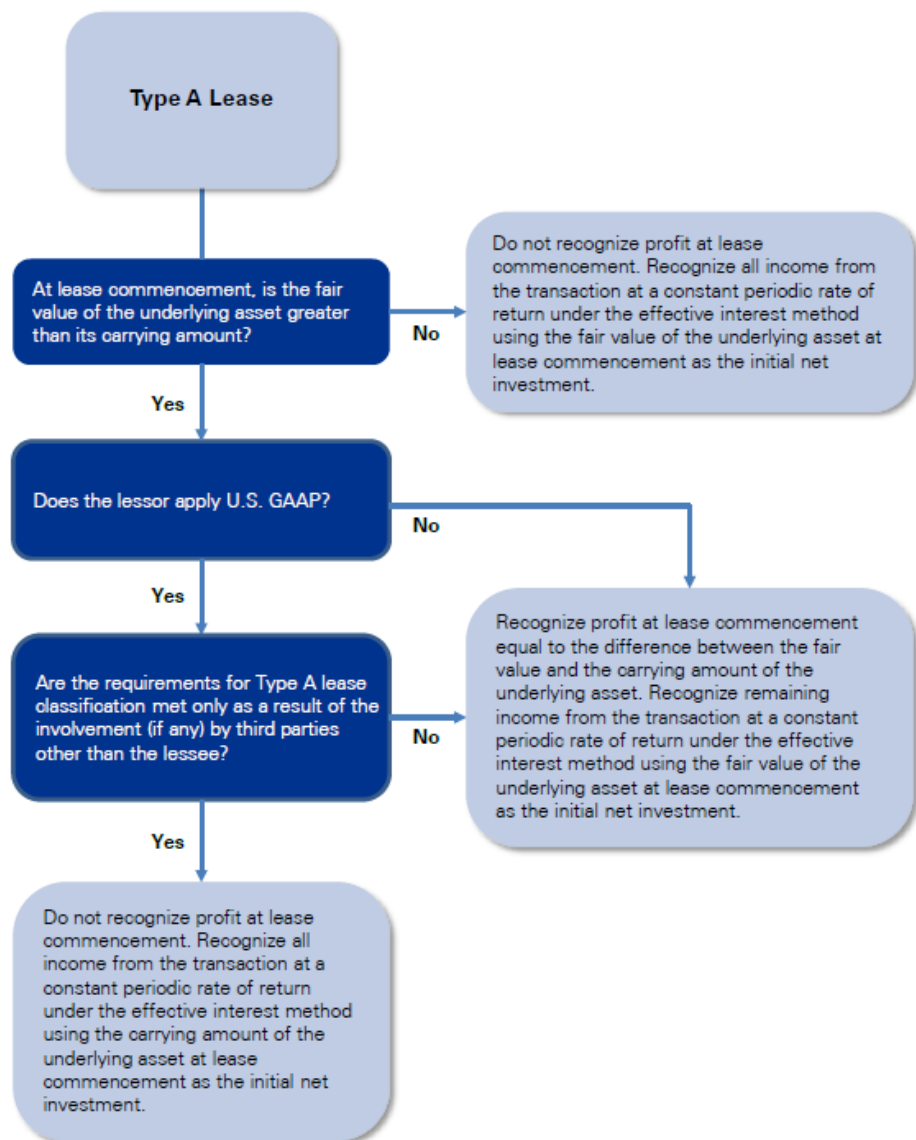 Type A Lease
At lease commencement, is the fair
value of the underlying asset greater
than its carrying amount?
No
Do not recognize profit at lease
commencement. Recognize all income from
the transaction at a constant periodic rate of
return under the effective interest method
using the fair value of the underlying asset at
lease commencement as the initial net
investment.
Yes
Does the lessor apply U.S. GAAP?
No
Yes
Are the requirements for Type A lease
classification met only as a result of the
involvement (if any) by third parties
other than the lessee?
No
Recognize profit at lease commencement
equal to the difference between the fair
value and the carrying amount of the
underlying asset. Recognize remaining
income from the transaction at a constant
periodic rate of return under the effective
interest method using the fair value of the
underlying asset at lease commencement
as the initial net investment.
Yes
Do not recognize profit at lease
commencement. Recognize all
income from the transaction at a
constant periodic rate of return
under the effective interest method
using the carrying amount of the
underlying asset at lease
commencement as the initial net
investment.